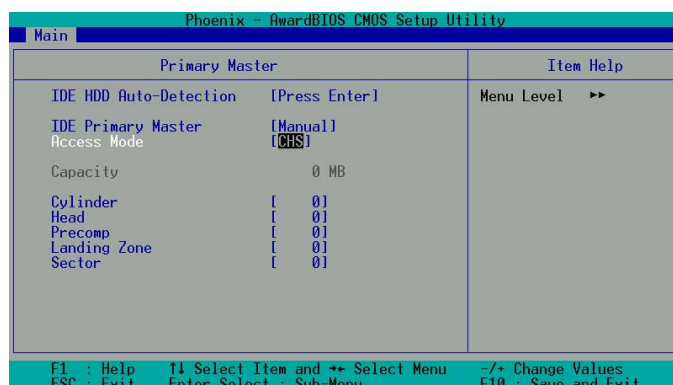 Phoenix - AwardBIOS CMOS Setup Utility
Main
Primary Master
Item Help
IDE HDD Auto-Detection [Press Enter]
Menu Level ►►
IDE Primary Master [Manual]
Access Mode [CHS]
Capacity 0 MB
Cylinder [ 0]
Head [ 0]
Precomp [ 0]
Landing Zone [ 0]
Sector [ 0]
F1 : Help ↑↓ Select Item and ↔ Select Menu -/+ Change Values
ESC : Exit Enter Select : Sub-Menu F10 : Save and Exit